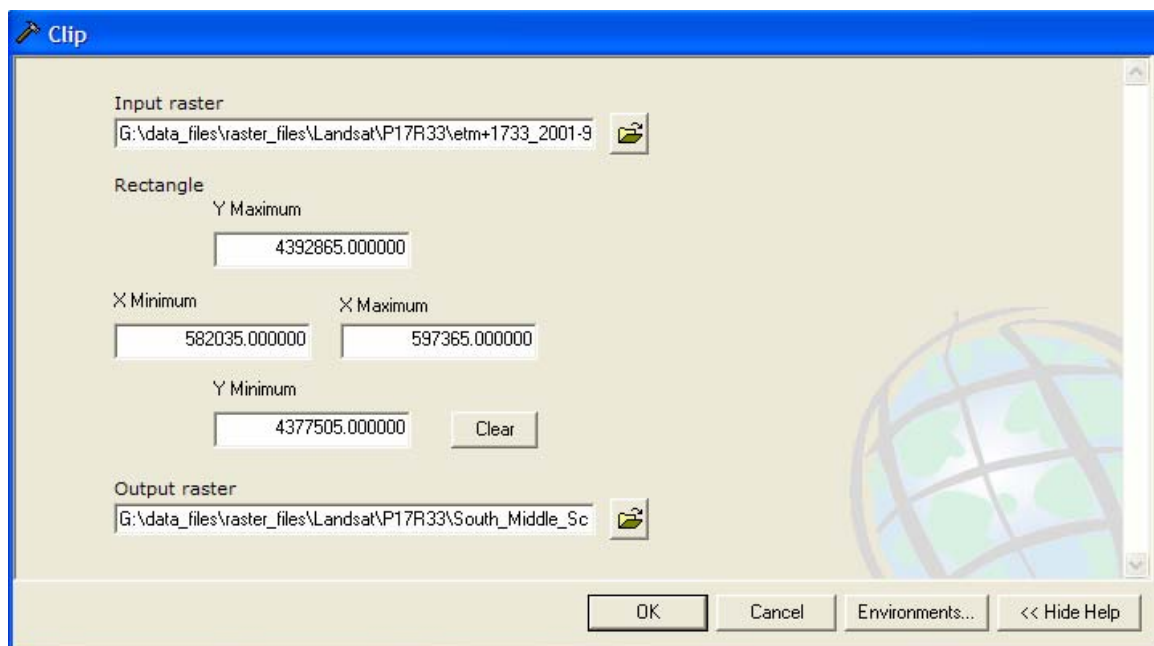 Clip
Input raster
G:\data_files\raster_files\Landsat\P17R33\etm+1733_2001-9
Rectangle
Y Maximum
4392865.000000
X Minimum
X Maximum
582035.000000
597365.000000
Y Minimum
4377505.000000
Clear
Output raster
G:\data_files\raster_files\Landsat\P17R33\South_Middle_Sc
OK
Cancel
Environments...
<< Hide Help